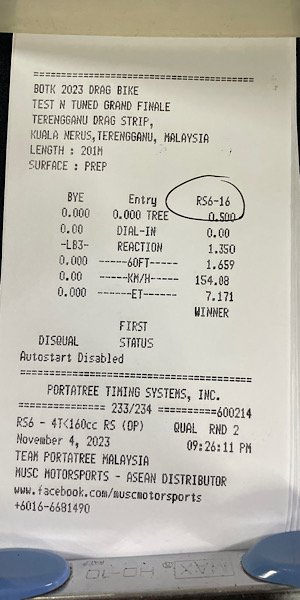 ==========================================
BOTK 2023 DRAG BIKE
TEST N TUNED GRAND FINALE
TERENGGANU DRAG STRIP,
KUALA NERUS,TERENGGANU, MALAYSIA
LENGTH : 201M
SURFACE : PREP
BYE Entry RS6-16
0.000 0.000 TREE 0.500
0.00 DIAL-IN 0.00
-LB3- REACTION 1.350
0.000 ------60FT----- 1.659
0.00 ------KM/H----- 154.08
0.000 ------ET------ 7.171
WINNER
FIRST
DISQUAL STATUS
Autostart Disabled
==========================================
PORTATREE TIMING SYSTEMS, INC.
=============== 233/234 ==========600214
RS6 - 4T<160cc RS (OP) QUAL RND 2
November 4, 2023 09:26:11 PM
TEAM PORTATREE MALAYSIA
MUSC MOTORSPORTS - ASEAN DISTRIBUTOR
www.facebook.com/muscmotorsports
+6016-6681490
MAX
HD-10